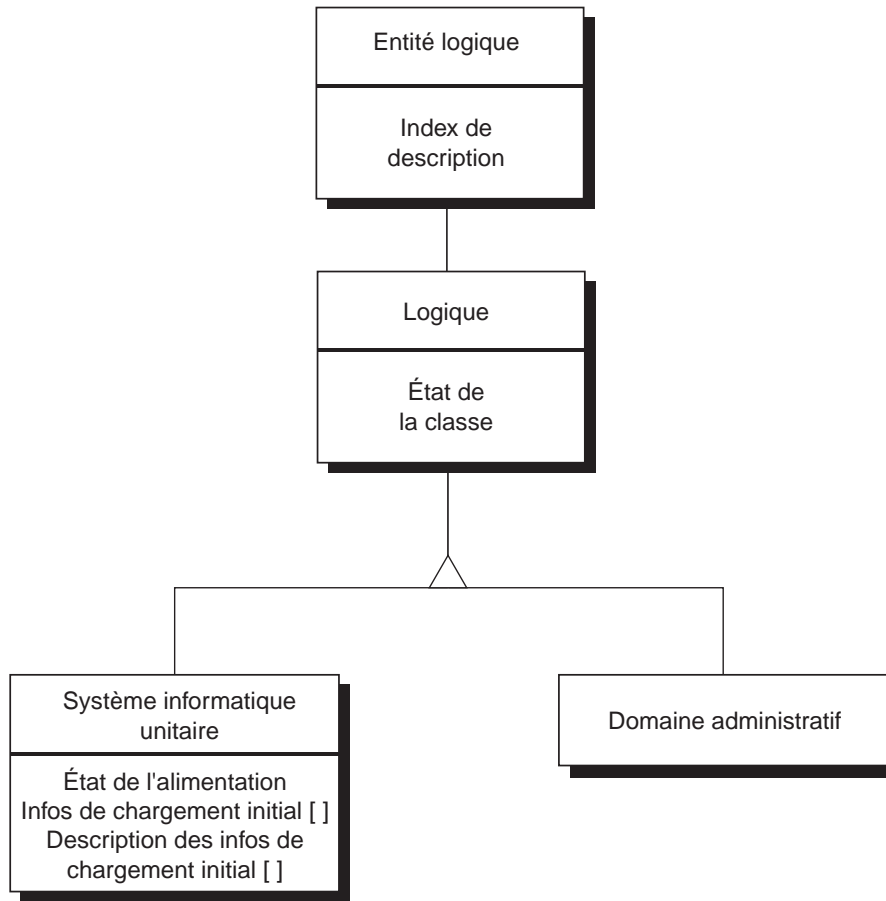 Entité logique
Index de
description
Logique
État de
la classe
Système informatique
unitaire
État de l'alimentation
Infos de chargement initial [ ]
Description des infos de
chargement initial [ ]
Domaine administratif